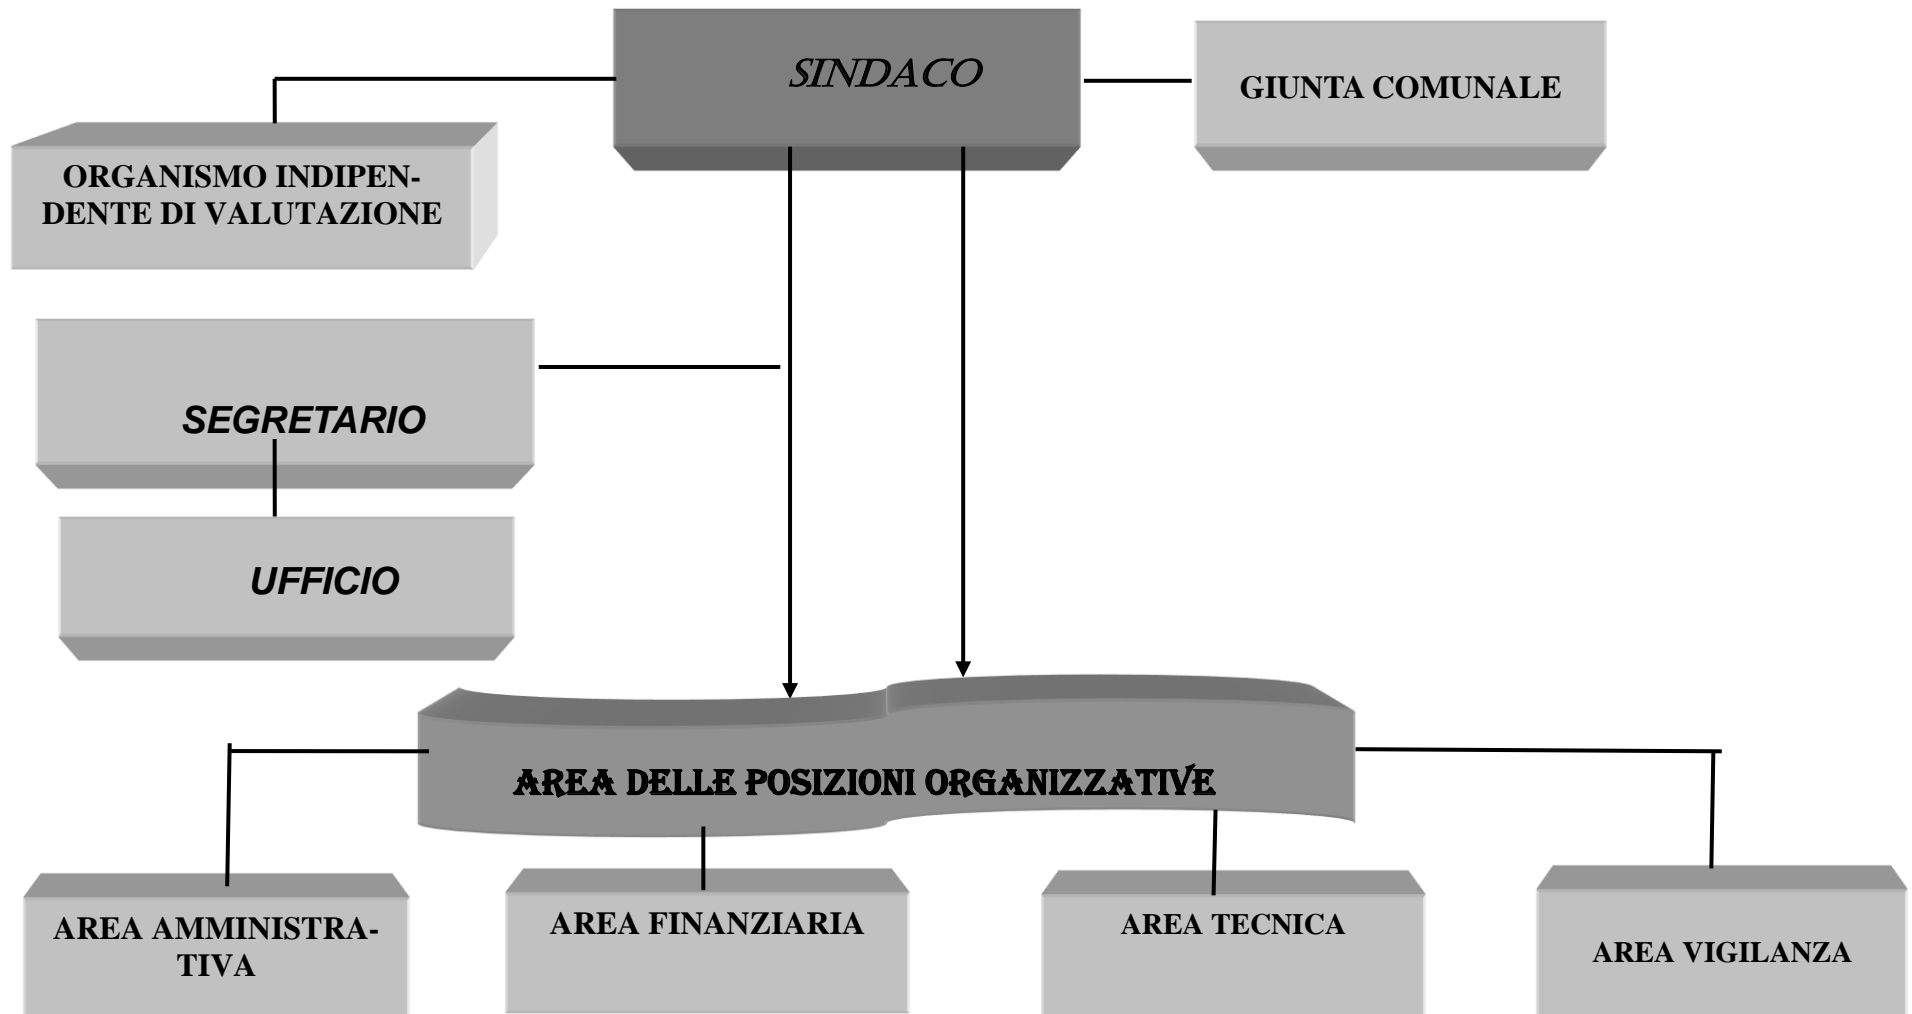 SINDACO
GIUNTA COMUNALE
ORGANISMO INDIPEN-
DENTE DI VALUTAZIONE
SEGRETARIO
UFFICIO
AREA DELLE POSIZIONI ORGANIZZATIVE
AREA AMMINISTRA-
TIVA
AREA FINANZIARIA
AREA TECNICA
AREA VIGILANZA